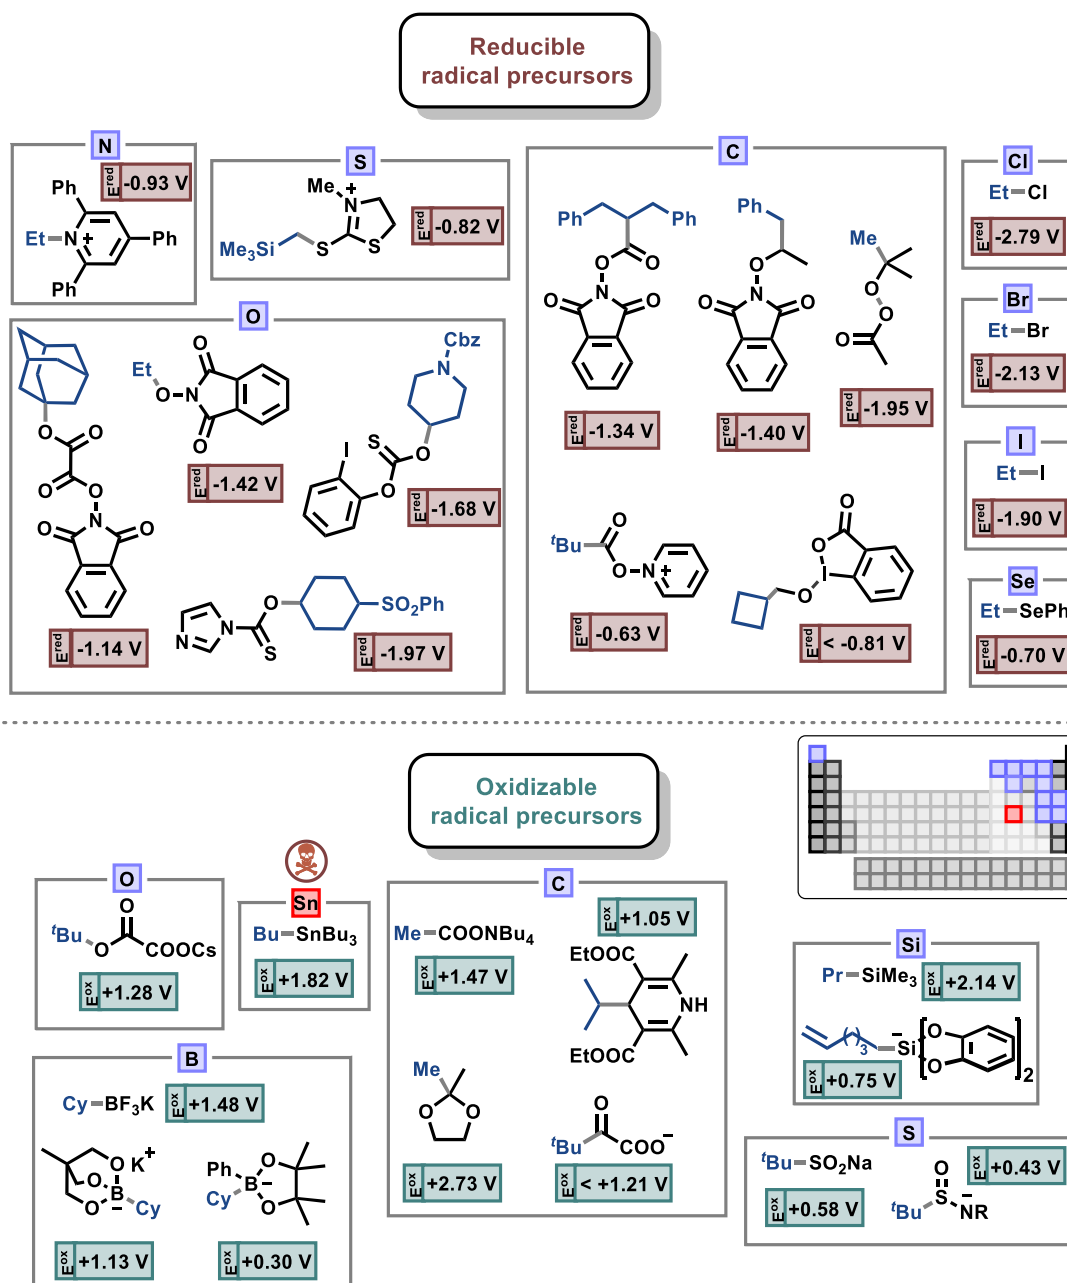 Reducible
radical precursors
N
E^red -0.93 V
Ph
Et N + Ph
Ph
S
Me N +
Me3Si S S
E^red -0.82 V
C
Ph Ph
O O
N
O O
E^red -1.34 V
Ph
O
N
O O
E^red -1.40 V
Me
O
O
O
E^red -1.95 V
tBu O
O N +
E^red -0.63 V
O
O
I
O
E^red < -0.81 V
Cl
Et Cl
E^red -2.79 V
Br
Et Br
E^red -2.13 V
I
Et I
E^red -1.90 V
Se
Et SePh
E^red -0.70 V
O
O O
O O
N
O O
E^red -1.14 V
Et O
O N
O
E^red -1.42 V
Cbz
N
S
I O
O
E^red -1.68 V
O SO2Ph
N N
S
E^red -1.97 V
Oxidizable
radical precursors
O
tBu O
O COOCs
E^ox +1.28 V
Sn
Bu SnBu3
E^ox +1.82 V
C
Me COONBu4
E^ox +1.47 V
E^ox +1.05 V
EtOOC
NH
EtOOC
Me
O O
E^ox +2.73 V
O
tBu COO−
E^ox < +1.21 V
Si
Pr SiMe3
E^ox +2.14 V
( )3 Si − O O 2
E^ox +0.75 V
B
Cy BF3K
E^ox +1.48 V
O K+
O
O B −
Cy
E^ox +1.13 V
Ph O
B −
Cy O
E^ox +0.30 V
S
tBu SO2Na
E^ox +0.58 V
O
S −
tBu NR
E^ox +0.43 V